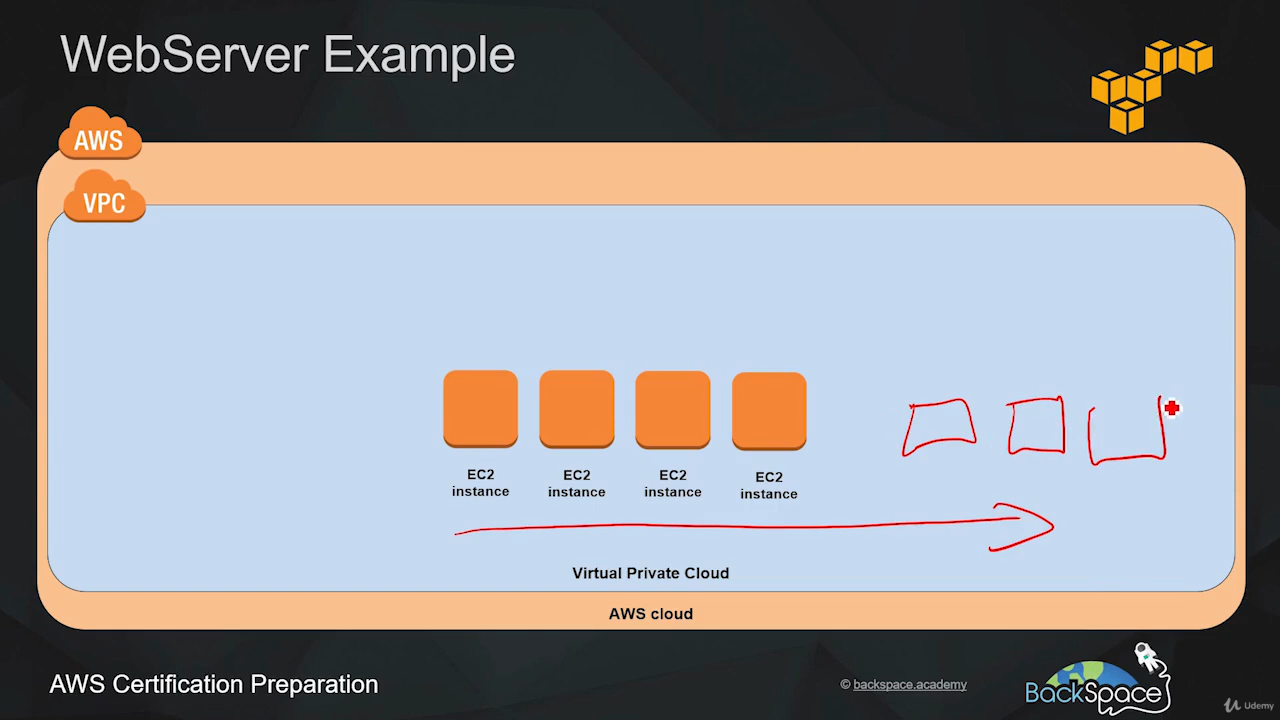 WebServer Example
AWS
VPC
EC2
instance
EC2
instance
EC2
instance
EC2
instance
Virtual Private Cloud
AWS cloud
AWS Certification Preparation
© backspace.academy
BackSpace
Udemy